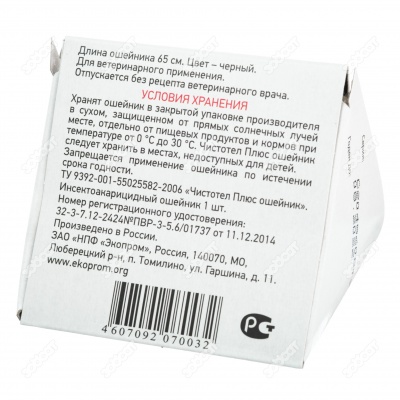 Длина ошейника 65 см. Цвет – черный.
Для ветеринарного применения.
Отпускается без рецепта ветеринарного врача.
УСЛОВИЯ ХРАНЕНИЯ
Хранят ошейник в закрытой упаковке производителя
в сухом, защищенном от прямых солнечных лучей
месте, отдельно от пищевых продуктов и кормов при
температуре от 0 °C до 30 °C. Чистотел Плюс ошейник
следует хранить в местах, недоступных для детей.
Запрещается применение ошейника по истечении
срока годности.
ТУ 9392-001-55025582-2006 «Чистотел Плюс ошейник».
Инсектоакарицидный ошейник 1 шт.
Номер регистрационного удостоверения:
32-3-7.12-2424№ПВР-3-5.6/01737 от 11.12.2014
Произведено в России.
ЗАО «НПФ «Экопром», Россия, 140070, МО,
Люберецкий р-н, п. Томилино, ул. Гаршина, д. 11.
www.ekoprom.org
4607092070032